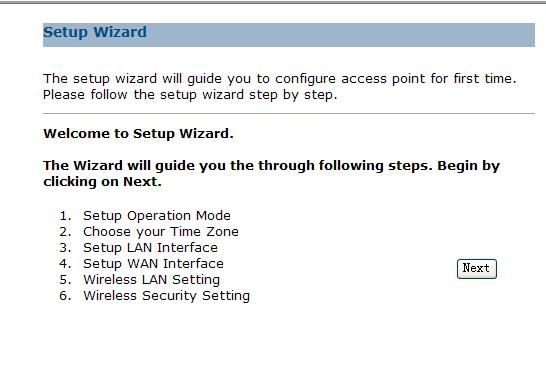 Setup Wizard
The setup wizard will guide you to configure access point for first time.
Please follow the setup wizard step by step.
Welcome to Setup Wizard.
The Wizard will guide you the through following steps. Begin by
clicking on Next.
1. Setup Operation Mode
2. Choose your Time Zone
3. Setup LAN Interface
4. Setup WAN Interface
5. Wireless LAN Setting
6. Wireless Security Setting
Next